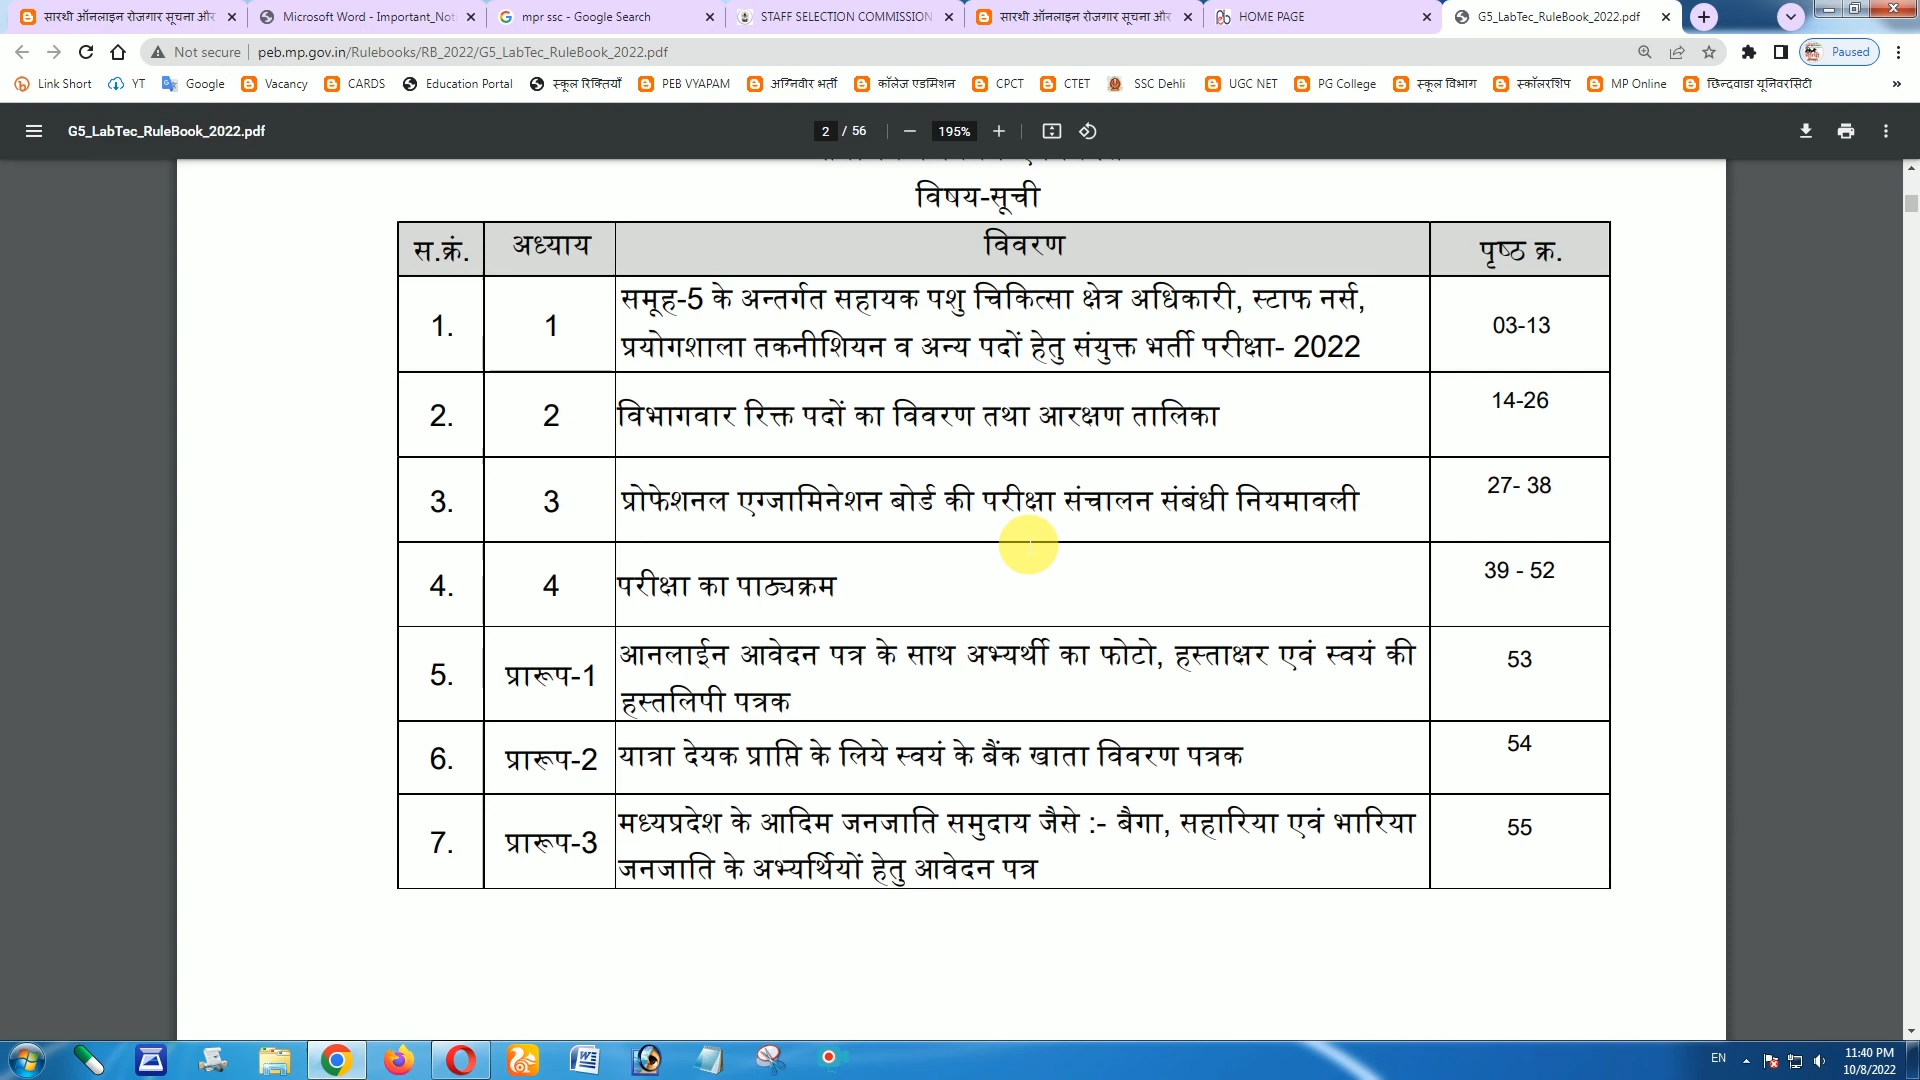 सारथी ऑनलाइन रोजगार सूचना और
Microsoft Word - Important_Not
mpr ssc - Google Search
STAFF SELECTION COMMISSION
सारथी ऑनलाइन रोजगार सूचना और
HOME PAGE
G5_LabTec_RuleBook_2022.pdf
Not secure
peb.mp.gov.in/Rulebooks/RB_2022/G5_LabTec_RuleBook_2022.pdf
Paused
Link Short
YT
Google
Vacancy
CARDS
Education Portal
स्कूल रिक्तियाँ
PEB VYAPAM
अग्निवीर भर्ती
कॉलेज एडमिशन
CPCT
CTET
SSC Dehli
UGC NET
PG College
स्कूल विभाग
स्कॉलरशिप
MP Online
छिन्दवाडा यूनिवरसिटी
»
G5_LabTec_RuleBook_2022.pdf
2 / 56
195%
विषय-सूची
स.क्रं. अध्याय विवरण पृष्ठ क्र.
1. 1 समूह-5 के अन्तर्गत सहायक पशु चिकित्सा क्षेत्र अधिकारी, स्टाफ नर्स, 03-13
प्रयोगशाला तकनीशियन व अन्य पदों हेतु संयुक्त भर्ती परीक्षा- 2022
2. 2 विभागवार रिक्त पदों का विवरण तथा आरक्षण तालिका 14-26
3. 3 प्रोफेशनल एग्जामिनेशन बोर्ड की परीक्षा संचालन संबंधी नियमावली 27- 38
4. 4 परीक्षा का पाठ्यक्रम 39 - 52
5. प्रारूप-1 आनलाईन आवेदन पत्र के साथ अभ्यर्थी का फोटो, हस्ताक्षर एवं स्वयं की 53
हस्तलिपी पत्रक
6. प्रारूप-2 यात्रा देयक प्राप्ति के लिये स्वयं के बैंक खाता विवरण पत्रक 54
7. प्रारूप-3 मध्यप्रदेश के आदिम जनजाति समुदाय जैसे :- बैगा, सहारिया एवं भारिया 55
जनजाति के अभ्यर्थियों हेतु आवेदन पत्र
EN
11:40 PM
10/8/2022